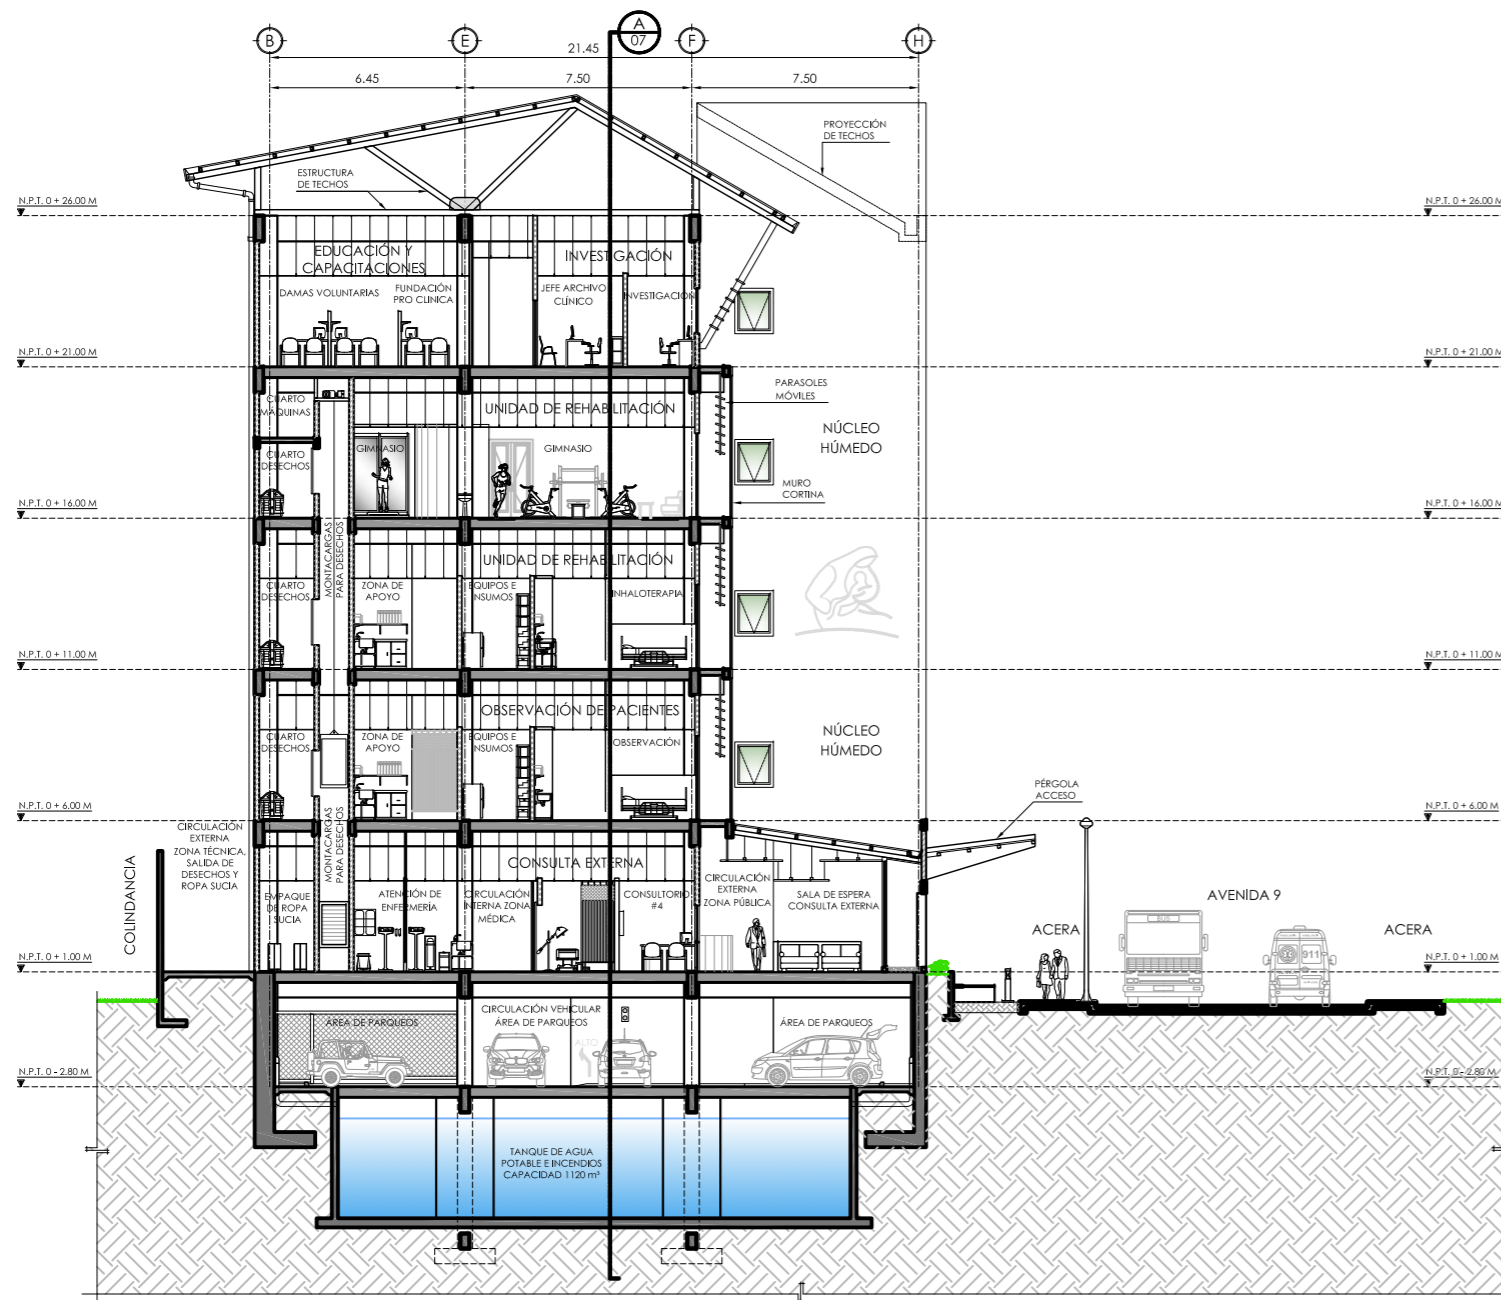 B
E
A
07
F
H
21.45
6.45
7.50
7.50
PROYECCIÓN
DE TECHOS
ESTRUCTURA
DE TECHOS
N.P.T. 0 + 26.00 M
N.P.T. 0 + 26.00 M
EDUCACIÓN Y
CAPACITACIONES
INVESTIGACIÓN
DAMAS VOLUNTARIAS
FUNDACIÓN
PRO CLINICA
JEFE ARCHIVO
CLÍNICO
INVESTIGACIÓN
N.P.T. 0 + 21.00 M
N.P.T. 0 + 21.00 M
CUARTO
MÁQUINAS
UNIDAD DE REHABILITACIÓN
PARASOLES
MÓVILES
NÚCLEO
HÚMEDO
CUARTO
DESECHOS
GIMNASIO
GIMNASIO
MURO
CORTINA
N.P.T. 0 + 16.00 M
N.P.T. 0 + 16.00 M
MONTACARGAS
PARA DESECHOS
UNIDAD DE REHABILITACIÓN
CUARTO
DESECHOS
ZONA DE
APOYO
EQUIPOS E
INSUMOS
INHALOTERAPIA
N.P.T. 0 + 11.00 M
N.P.T. 0 + 11.00 M
OBSERVACIÓN DE PACIENTES
CUARTO
DESECHOS
ZONA DE
APOYO
EQUIPOS E
INSUMOS
OBSERVACIÓN
NÚCLEO
HÚMEDO
PÉRGOLA
ACCESO
N.P.T. 0 + 6.00 M
N.P.T. 0 + 6.00 M
COLINDANCIA
CIRCULACIÓN
EXTERNA
ZONA TÉCNICA,
SALIDA DE
DESECHOS Y
ROPA SUCIA
MONTACARGAS
PARA DESECHOS
CONSULTA EXTERNA
EMPAQUE
DE ROPA
SUCIA
ATENCIÓN DE
ENFERMERÍA
CIRCULACIÓN
INTERNA ZONA
MÉDICA
CONSULTORIO
#4
CIRCULACIÓN
EXTERNA
ZONA PÚBLICA
SALA DE ESPERA
CONSULTA EXTERNA
AVENIDA 9
ACERA
BUS
911
ACERA
N.P.T. 0 + 1.00 M
N.P.T. 0 + 1.00 M
ÁREA DE PARQUEOS
CIRCULACIÓN VEHICULAR
ÁREA DE PARQUEOS
ÁREA DE PARQUEOS
ALTO
N.P.T. 0 - 2.80 M
N.P.T. 0 - 2.80 M
TANQUE DE AGUA
POTABLE E INCENDIOS
CAPACIDAD 1120 m³